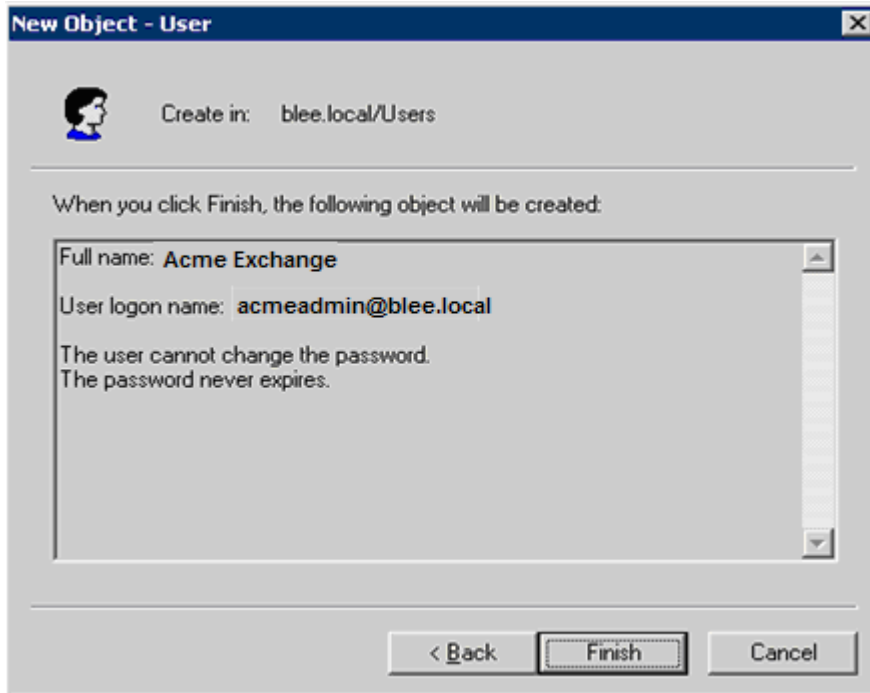 New Object - User
Create in: blee.local/Users
When you click Finish, the following object will be created:
Full name: Acme Exchange
User logon name: acmeadmin@blee.local
The user cannot change the password.
The password never expires.
< Back Finish Cancel